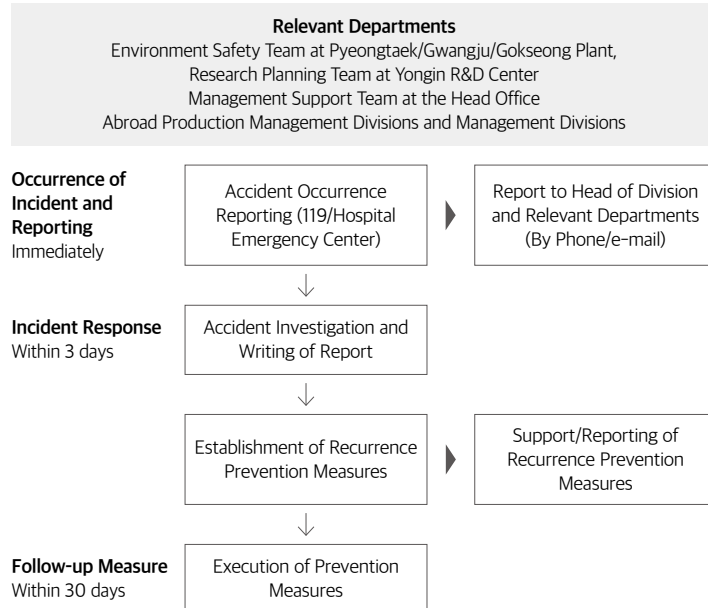 Relevant Departments
Environment Safety Team at Pyeongtaek/Gwangju/Gokseong Plant,
Research Planning Team at Yongin R&D Center
Management Support Team at the Head Office
Abroad Production Management Divisions and Management Divisions
Occurrence of
Incident and
Reporting
Immediately
Accident Occurrence
Reporting (119/Hospital
Emergency Center)
Report to Head of Division
and Relevant Departments
(By Phone/e-mail)
Incident Response
Within 3 days
Accident Investigation and
Writing of Report
Establishment of Recurrence
Prevention Measures
Support/Reporting of
Recurrence Prevention
Measures
Follow-up Measure
Within 30 days
Execution of Prevention
Measures